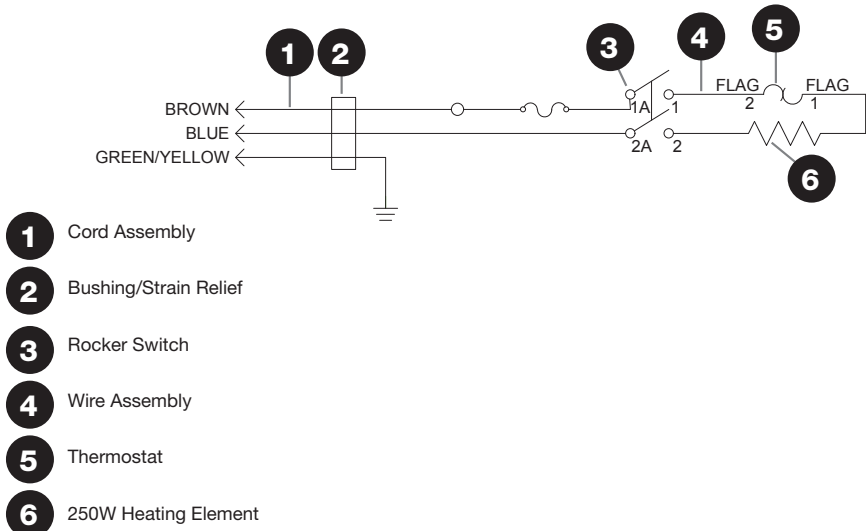 1 2 3 4 5
FLAG FLAG
BROWN 1A 1 2 1
BLUE
2A 2
GREEN/YELLOW
6
1 Cord Assembly
2 Bushing/Strain Relief
3 Rocker Switch
4 Wire Assembly
5 Thermostat
6 250W Heating Element